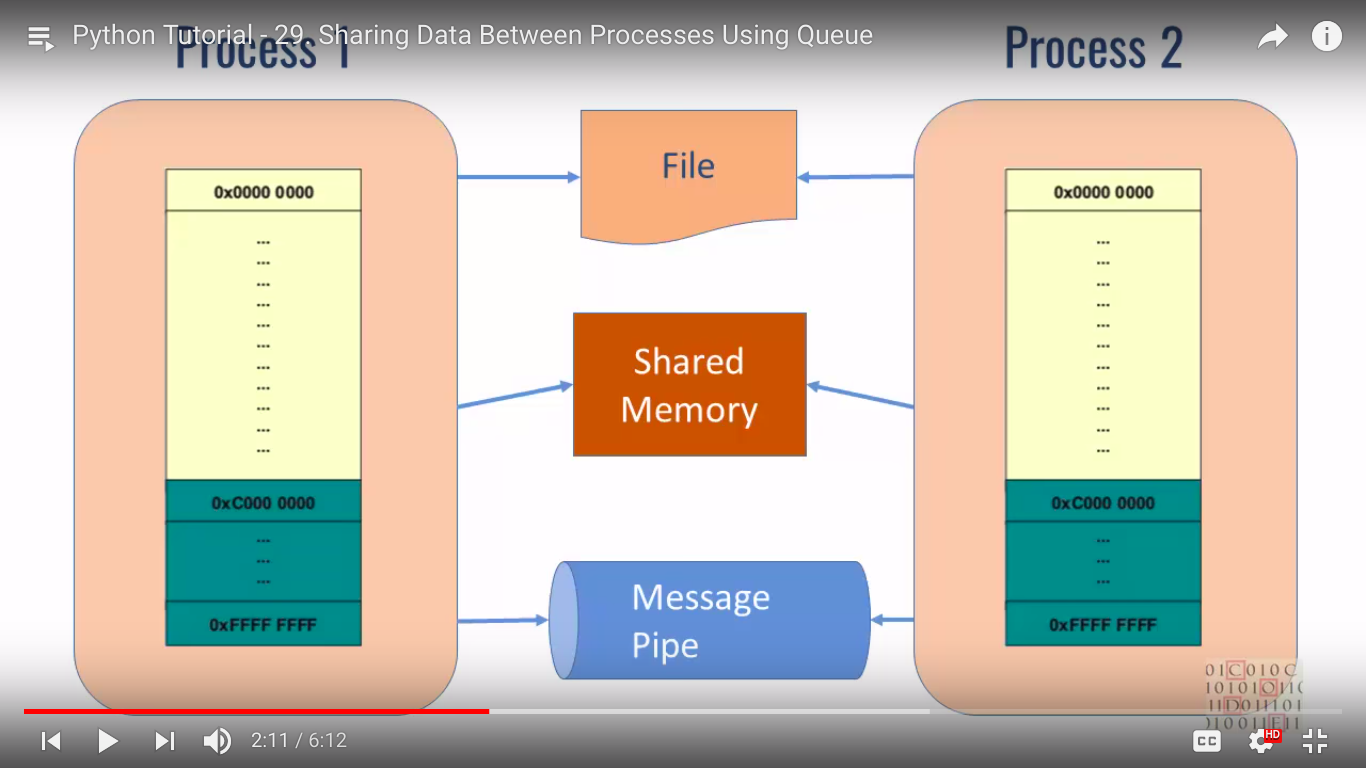 Python Tutorial - 29. Sharing Data Between Processes Using Queue
Process 1
Process 2
File
Shared
Memory
Message
Pipe
0x0000 0000
...
...
...
...
...
...
...
...
...
...
...
0xC000 0000
...
...
...
0xFFFF FFFF
0x0000 0000
...
...
...
...
...
...
...
...
...
...
...
0xC000 0000
...
...
...
0xFFFF FFFF
2:11 / 6:12
CC
HD